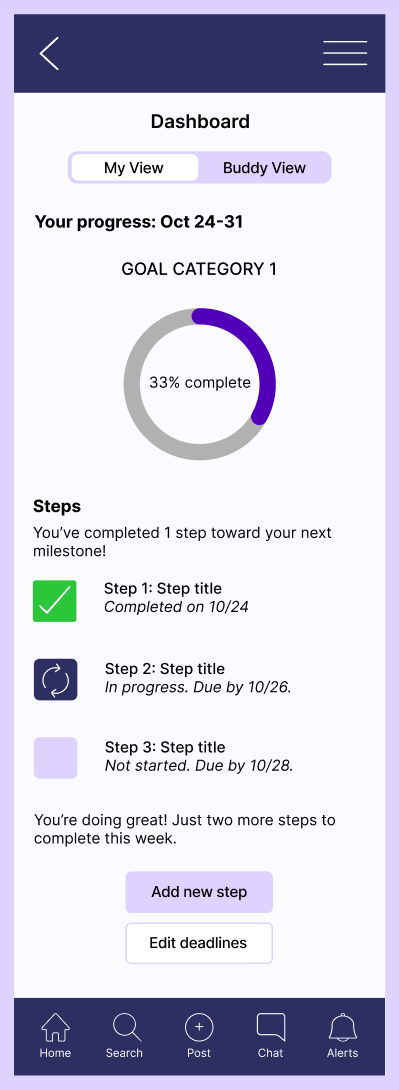 Dashboard
My View
Buddy View
Your progress: Oct 24-31
GOAL CATEGORY 1
33% complete
Steps
You’ve completed 1 step toward your next
milestone!
Step 1: Step title
Completed on 10/24
Step 2: Step title
In progress. Due by 10/26.
Step 3: Step title
Not started. Due by 10/28.
You’re doing great! Just two more steps to
complete this week.
Add new step
Edit deadlines
Home
Search
Post
Chat
Alerts